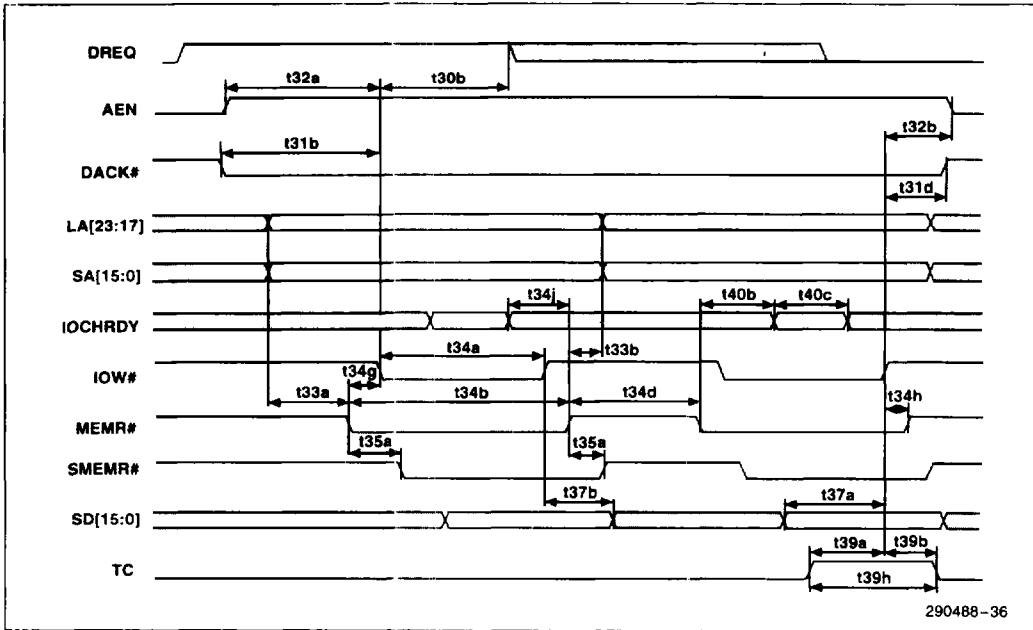 DREQ
t32a
t30b
AEN
t32b
t31b
DACK#
t31d
LA[23:17]
SA[15:0]
t34j
t40b
t40c
IOCHRDY
t34a
t33b
IOW#
t34g
t33a
t34b
t34d
t34h
MEMR#
t35a
t35a
SMEMR#
t37b
t37a
SD[15:0]
t39a
t39b
TC
t39h
290488-36